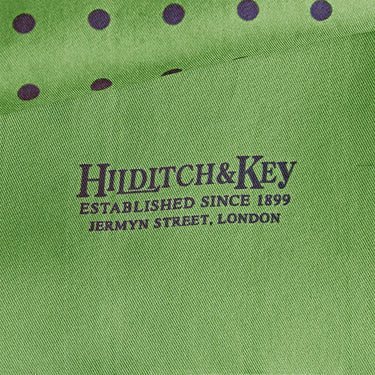 HILDITCH&KEY
ESTABLISHED SINCE 1899
JERMYN STREET, LONDON